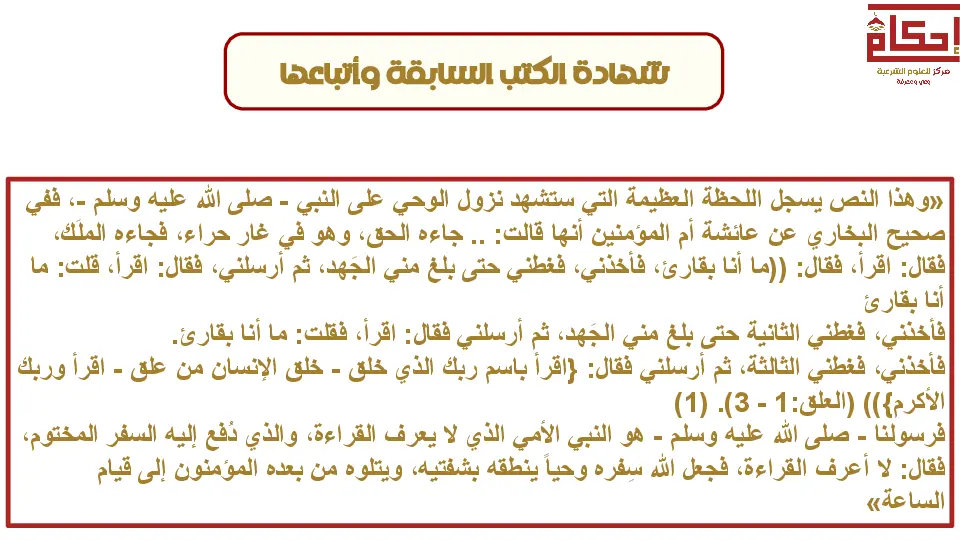 إحكام
مركز للعلوم الشرعية
وعي ومعرفة
شهادة الكتب السابقة وأتباعها
«وهذا النص يسجل اللحظة العظيمة التي ستشهد نزول الوحي على النبي - صلى الله عليه وسلم -، ففي
صحيح البخاري عن عائشة أم المؤمنين أنها قالت: .. جاءه الحق، وهو في غار حراء، فجاءه الملَك،
فقال: اقرأ، فقال: ((ما أنا بقارئ، فأخذني، فغطني حتى بلغ مني الجَهد، ثم أرسلني، فقال: اقرأ، قلت: ما
أنا بقارئ
فأخذني، فغطني الثانية حتى بلغ مني الجَهد، ثم أرسلني فقال: اقرأ، فقلت: ما أنا بقارئ.
فأخذني، فغطني الثالثة، ثم أرسلني فقال: {اقرأ باسم ربك الذي خلق - خلق الإنسان من علق - اقرأ وربك
الأكرم})) (العلق:1 - 3). (1)
فرسولنا - صلى الله عليه وسلم - هو النبي الأمي الذي لا يعرف القراءة، والذي دُفع إليه السفر المختوم،
فقال: لا أعرف القراءة، فجعل الله سِفره وحياً ينطقه بشفتيه، ويتلوه من بعده المؤمنون إلى قيام
الساعة»